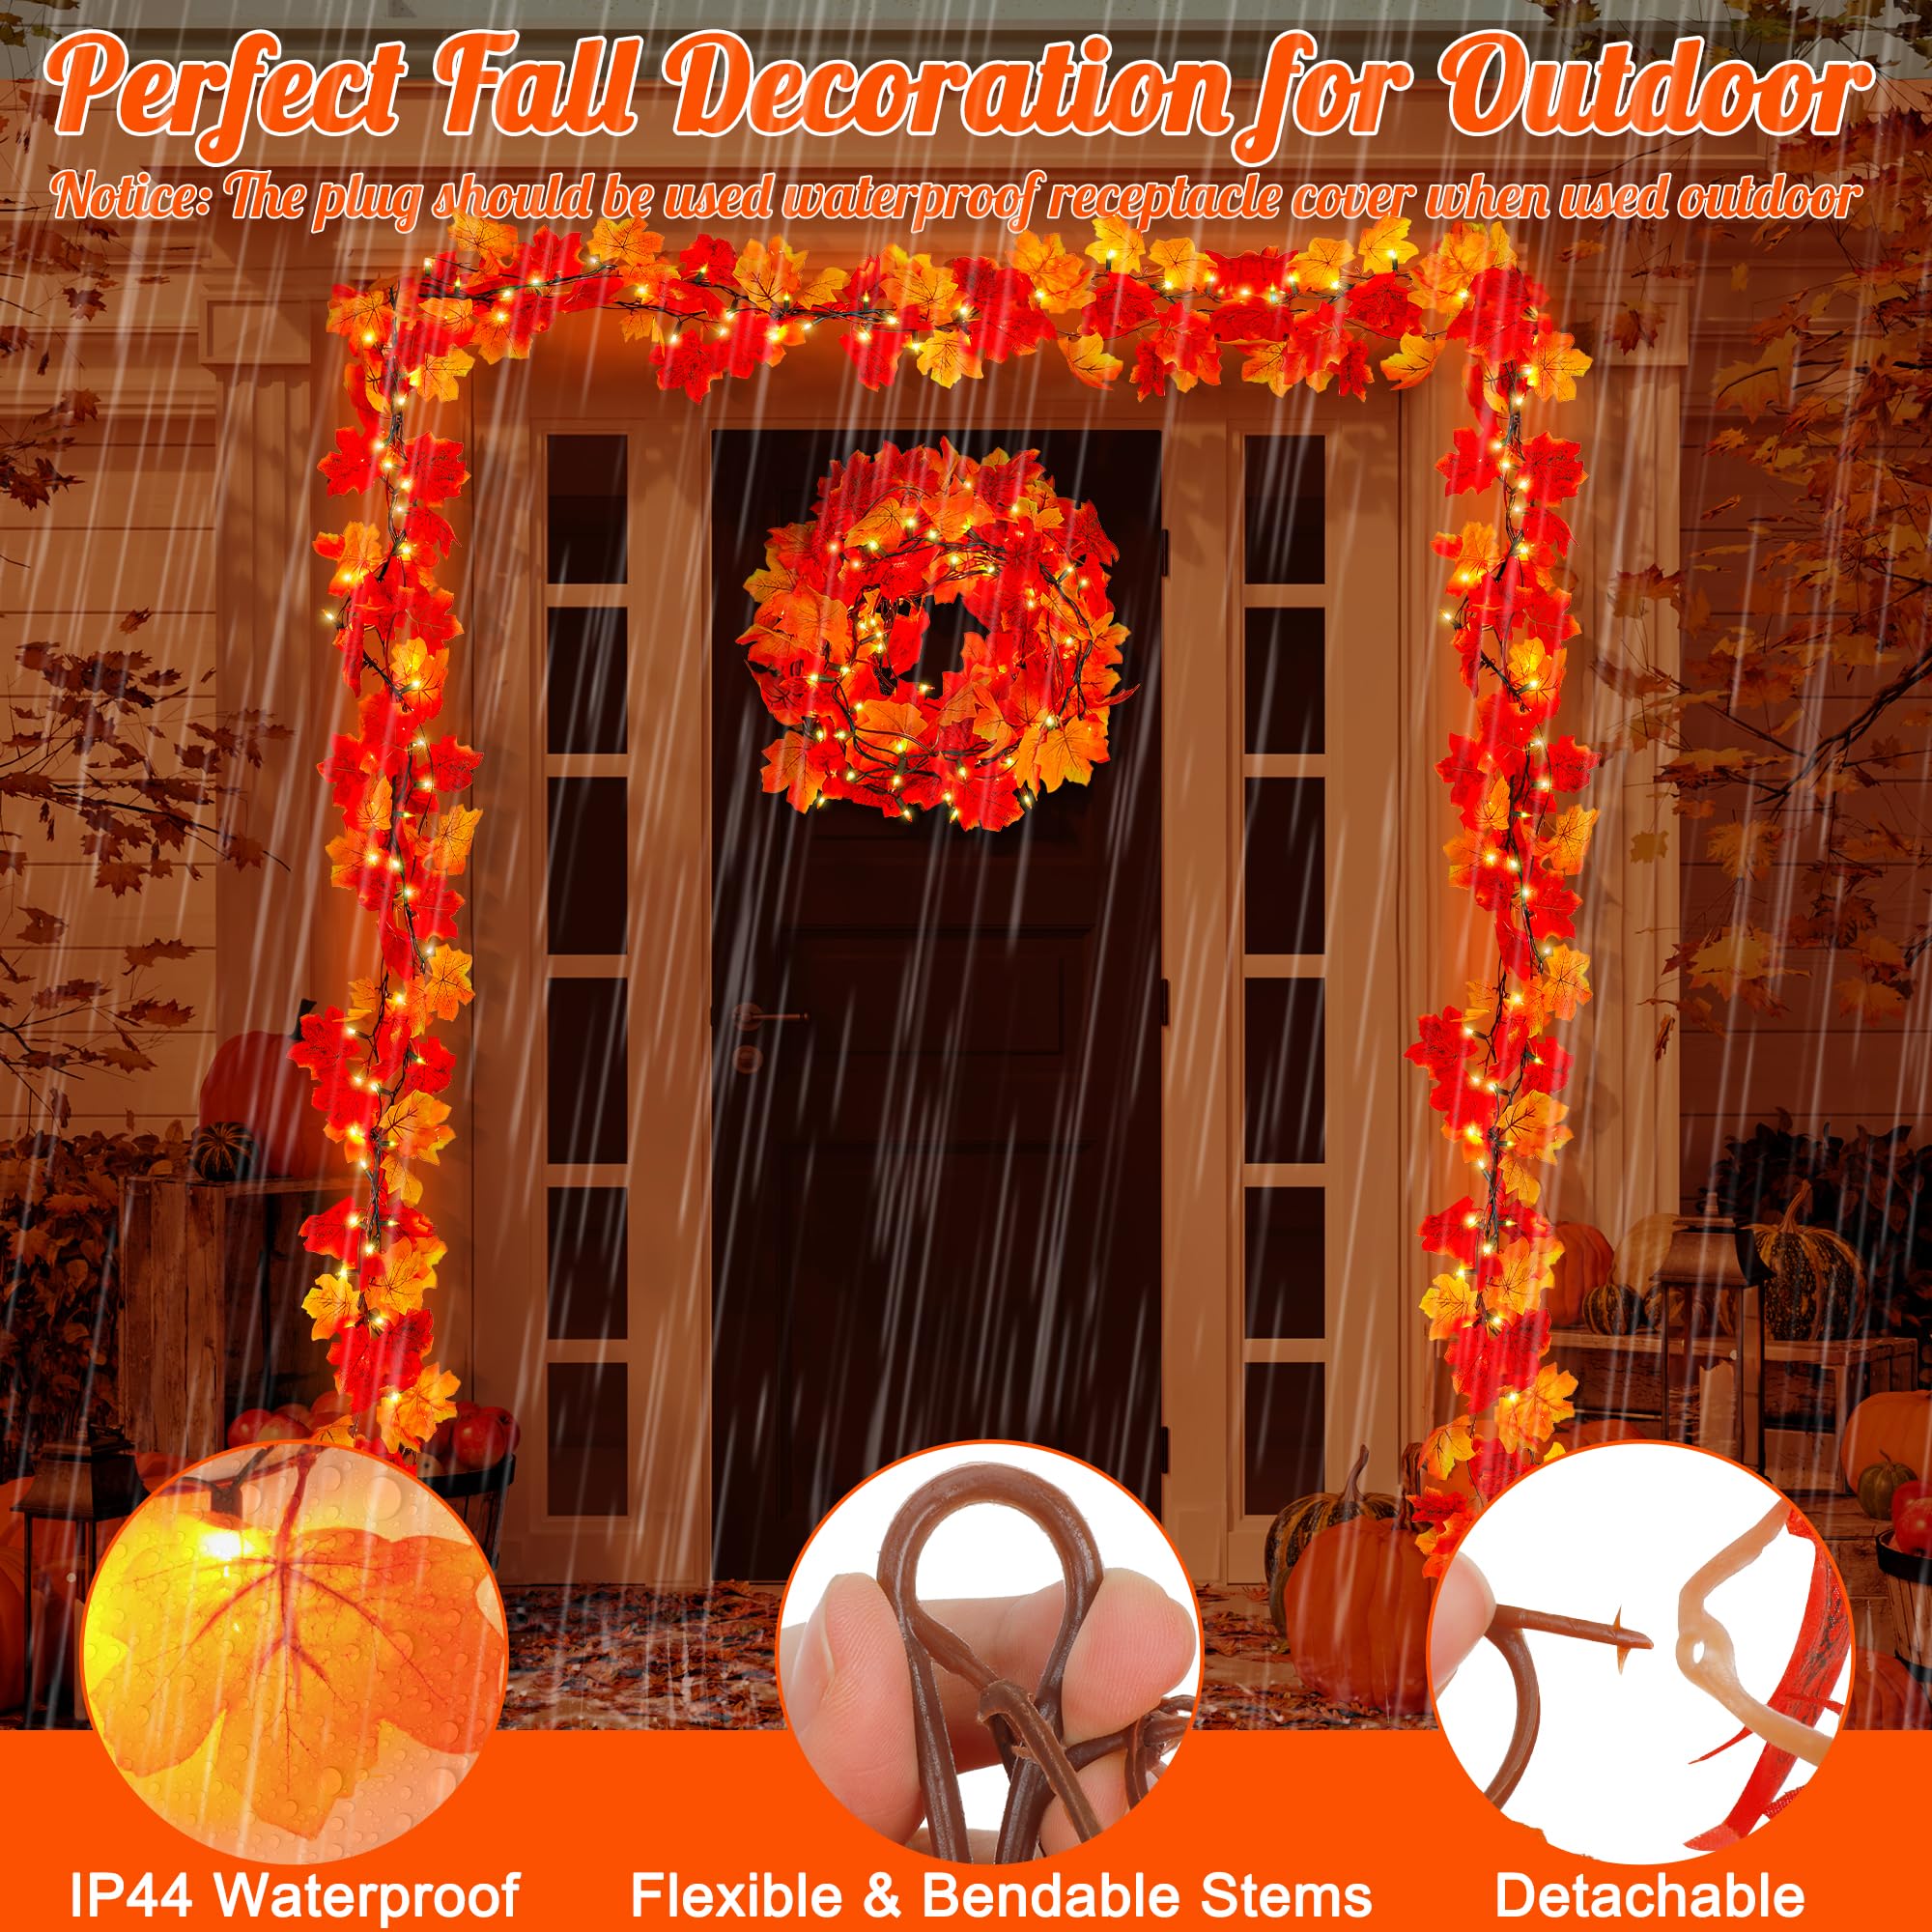 Perfect Fall Decoration for Outdoor
Notice: The plug should be used waterproof receptacle cover when used outdoor
IP44 Waterproof
Flexible & Bendable Stems
Detachable